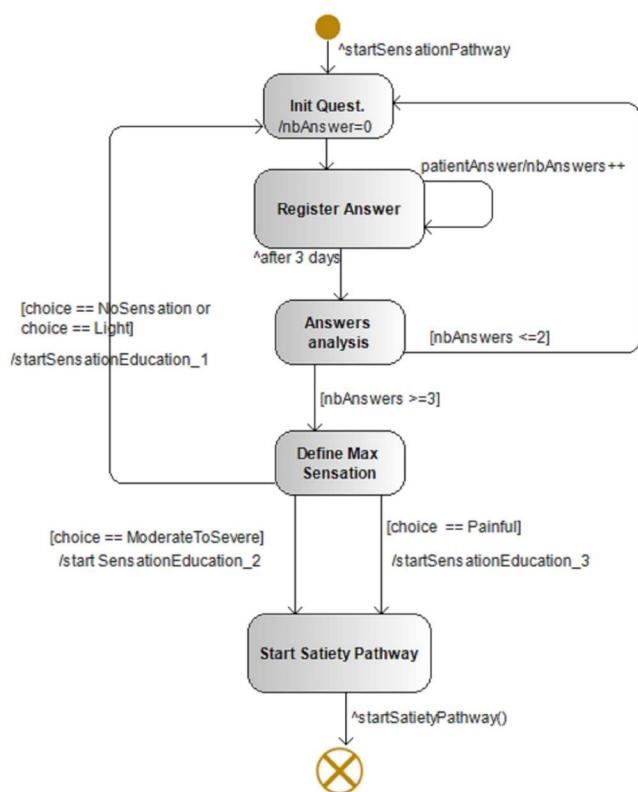 ^startSensationPathway
Init Quest.
/nbAnswer=0
patientAnswer/nbAnswers++
Register Answer
^after 3 days
[choice == NoSensation or
choice == Light]
/startSensationEducation_1
Answers
analysis
[nbAnswers <=2]
[nbAnswers >=3]
Define Max
Sensation
[choice == ModerateToSevere]
/start SensationEducation_2
[choice == Painful]
/startSensationEducation_3
Start Satiety Pathway
^startSatietyPathway()